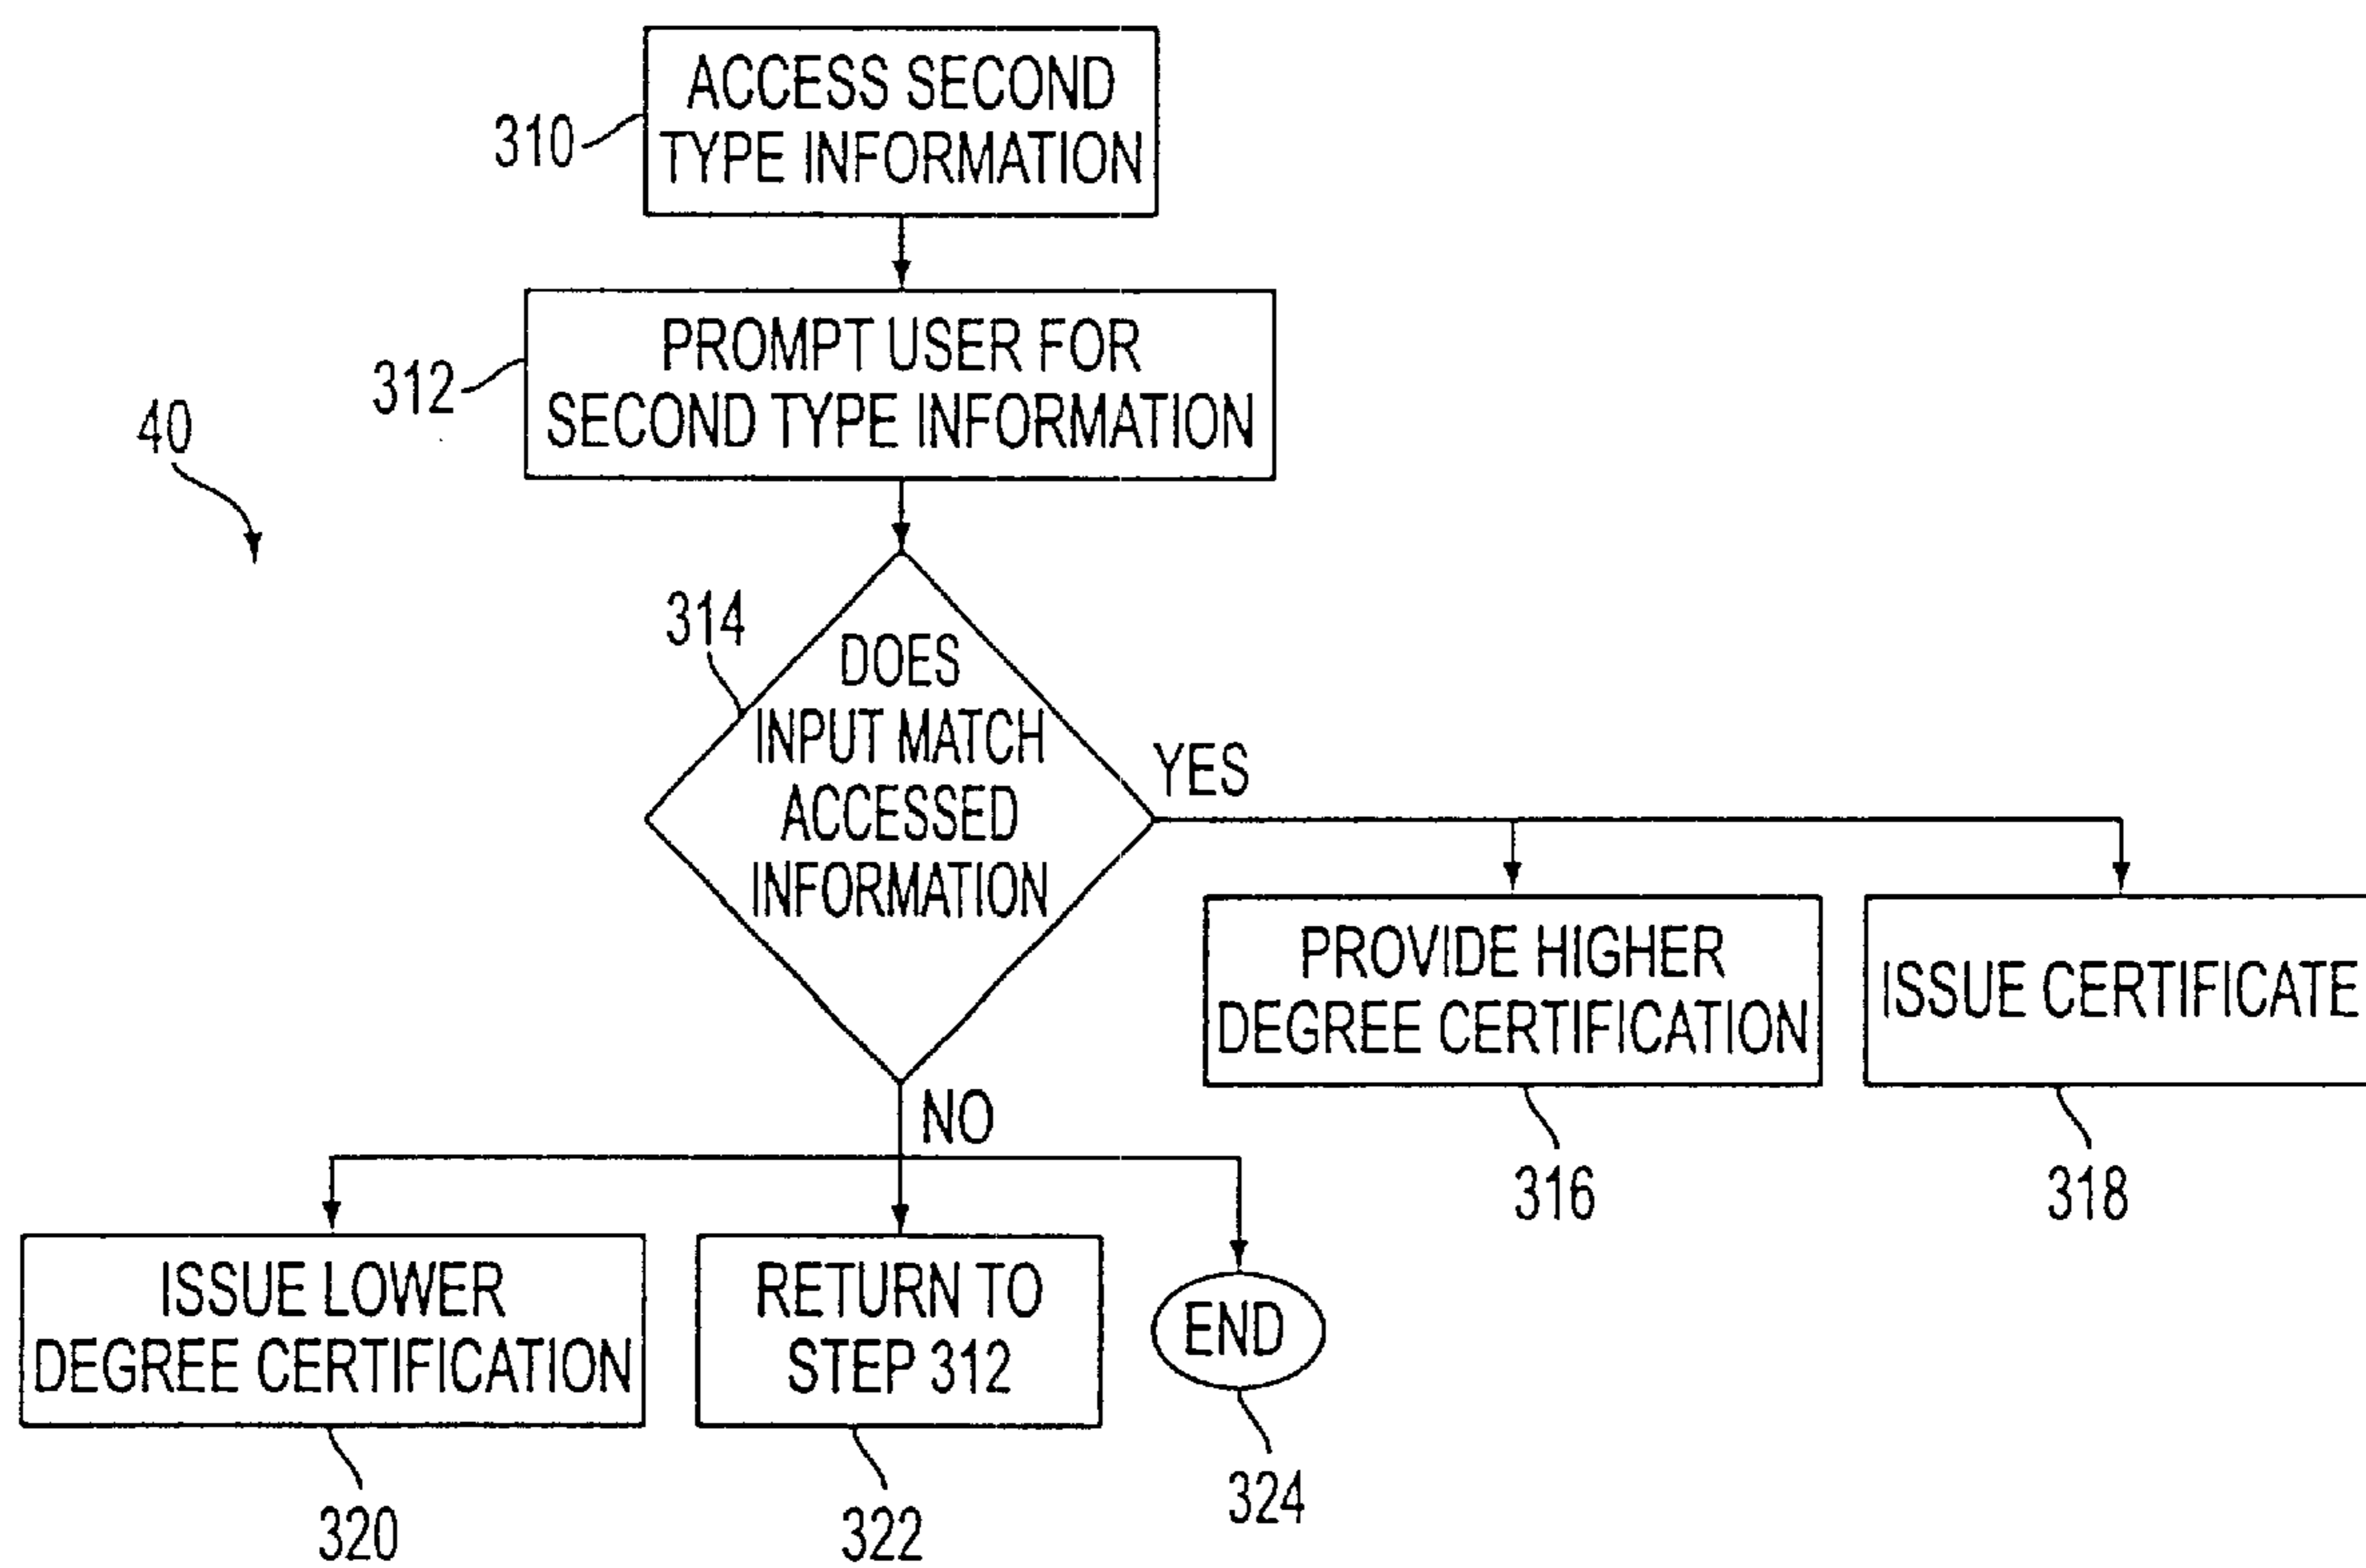 ACCESS SECOND
TYPE INFORMATION
310
PROMPT USER FOR
SECOND TYPE INFORMATION
312
40
314
DOES
INPUT MATCH
ACCESSED
INFORMATION
YES
PROVIDE HIGHER
DEGREE CERTIFICATION
316
ISSUE CERTIFICATE
318
NO
ISSUE LOWER
DEGREE CERTIFICATION
320
RETURN TO
STEP 312
322
END
324